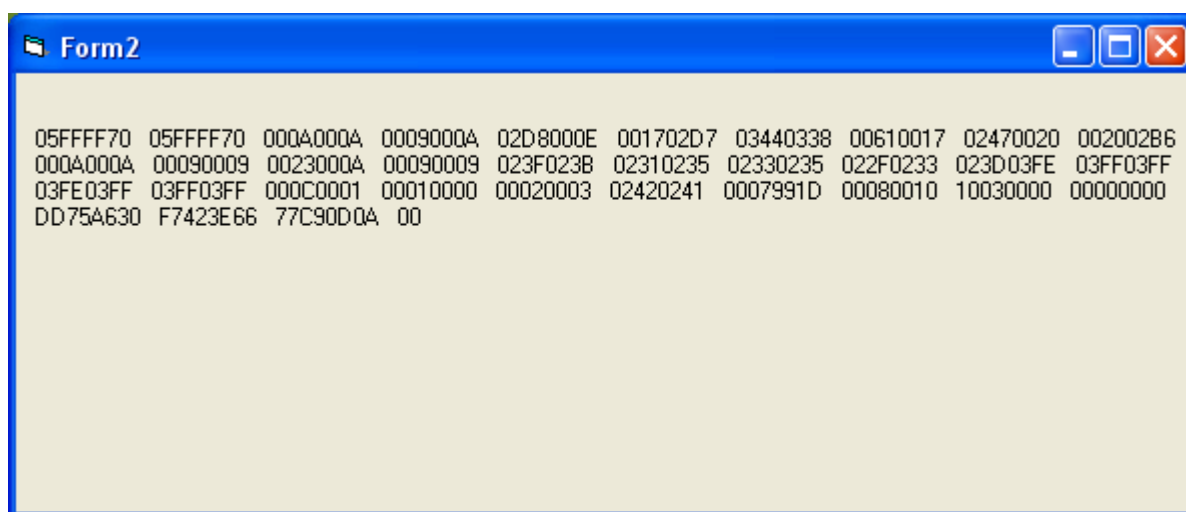 Form2
05FFFF70 05FFFF70 000A000A 0009000A 02D8000E 001702D7 03440338 00610017 02470020 002002B6
000A000A 00090009 0023000A 00090009 023F023B 02310235 02330235 022F0233 023D03FE 03FF03FF
03FE03FF 03FF03FF 000C0001 00010000 00020003 02420241 0007991D 00080010 10030000 00000000
DD75A630 F7423E66 77C90D0A 00